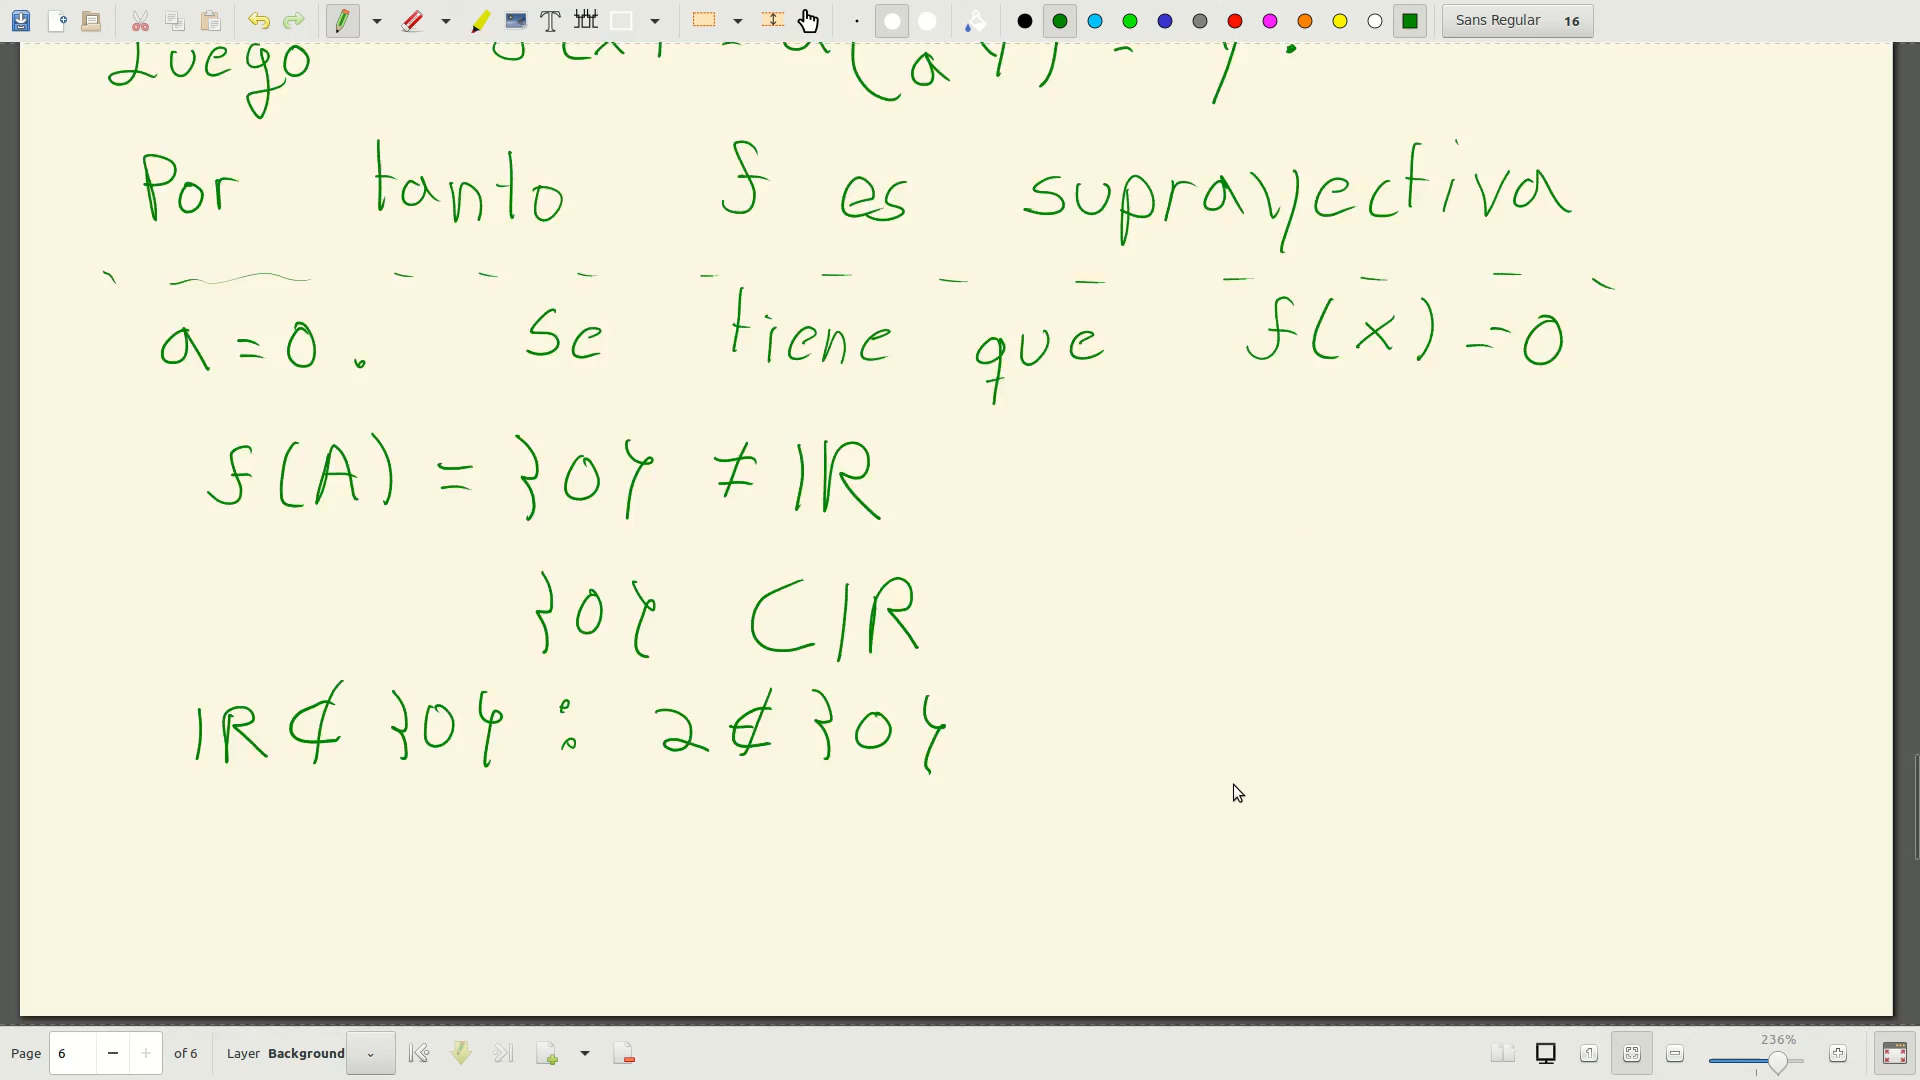 Sans Regular 16
Luego f(x) = a(1/a y) = y.
Por tanto f es suprayectiva
a = 0. Se tiene que f(x) = 0
f(A) = {0} ≠ ℝ
{0} ⊂ ℝ
ℝ ⊄ {0} : 2 ∉ {0}
Page 6 of 6 Layer Background 236%